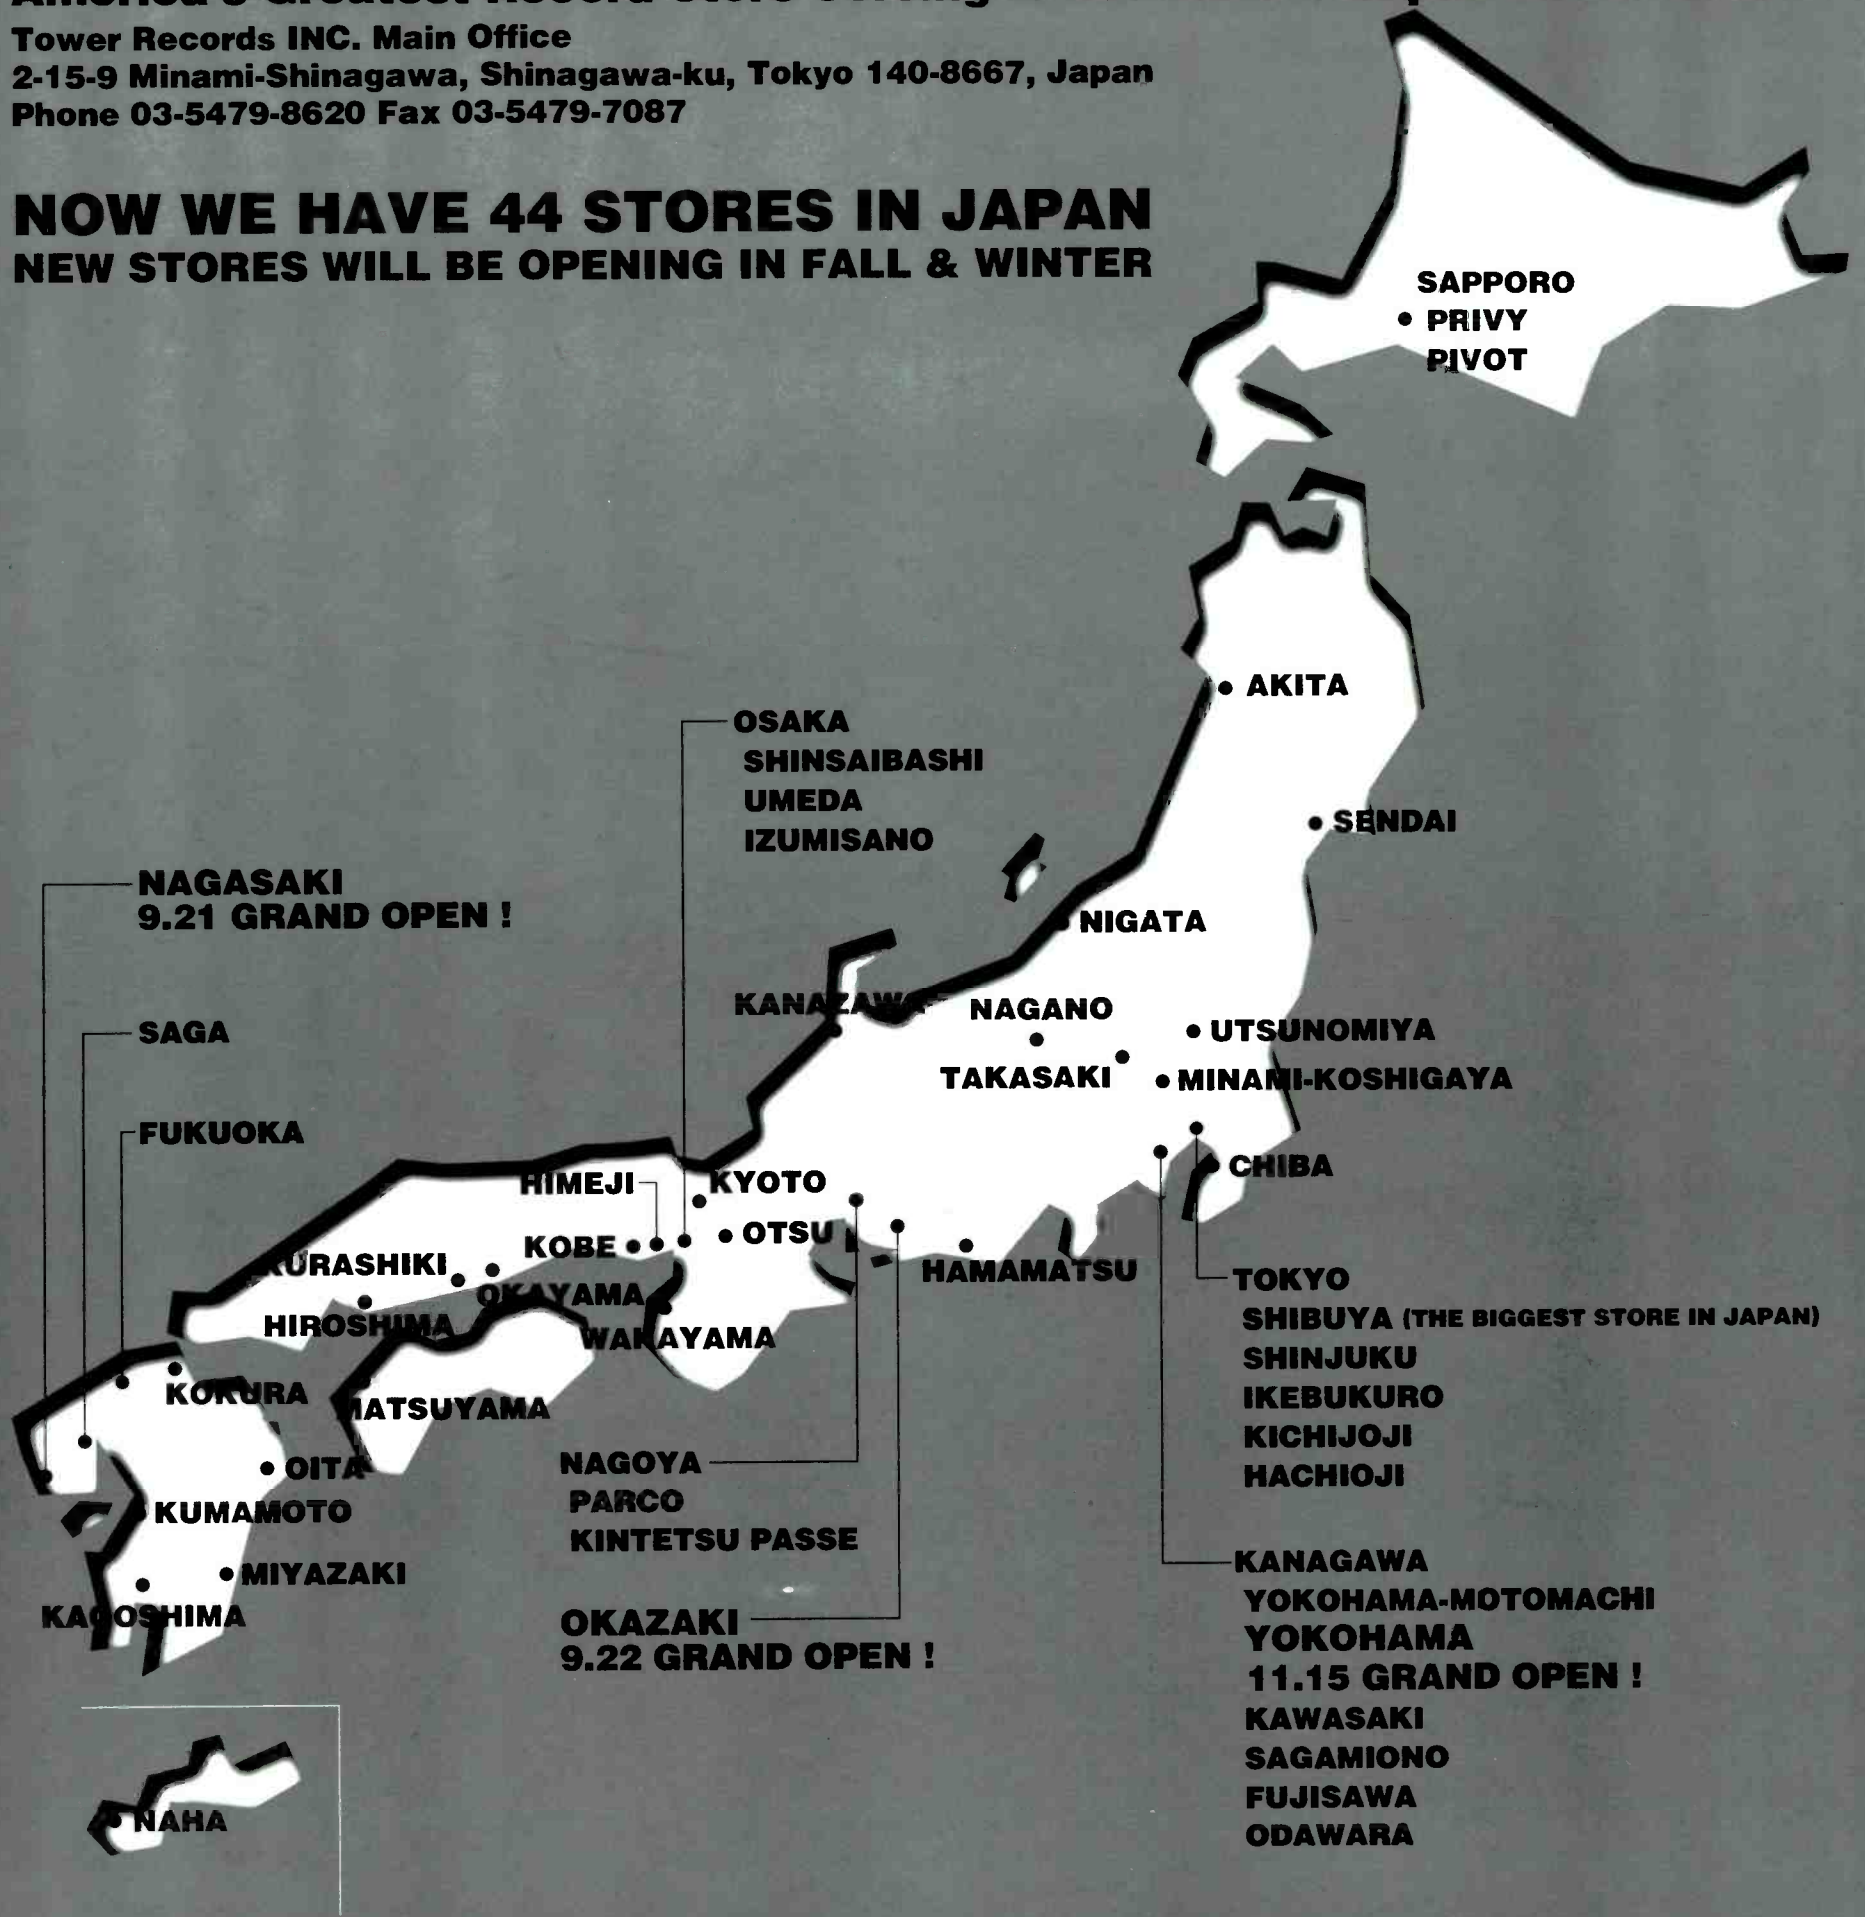 Tower Records INC. Main Office
2-15-9 Minami-Shinagawa, Shinagawa-ku, Tokyo 140-8667, Japan
Phone 03-5479-8620 Fax 03-5479-7087
NOW WE HAVE 44 STORES IN JAPAN
NEW STORES WILL BE OPENING IN FALL & WINTER
SAPPORO
PRIVY
PIVOT
AKITA
SENDAI
OSAKA
SHINSAIBASHI
UMEDA
IZUMISANO
NAGASAKI
9.21 GRAND OPEN !
NIGATA
KANAZAWA
NAGANO
SAGA
UTSUNOMIYA
TAKASAKI
MINAMI-KOSHIGAYA
FUKUOKA
CHIBA
HIMEJI
KYOTO
KOBE
OTSU
KURASHIKI
HAMAMATSU
OKAYAMA
HIROSHIMA
WAKAYAMA
TOKYO
SHIBUYA (THE BIGGEST STORE IN JAPAN)
SHINJUKU
IKEBUKURO
KICHIJOJI
HACHIOJI
KOKURA
MATSUYAMA
OITA
NAGOYA
PARCO
KINTETSU PASSE
KUMAMOTO
MIYAZAKI
KAGOSHIMA
OKAZAKI
9.22 GRAND OPEN !
KANAGAWA
YOKOHAMA-MOTOMACHI
YOKOHAMA
11.15 GRAND OPEN !
KAWASAKI
SAGAMIONO
FUJISAWA
ODAWARA
NAHA